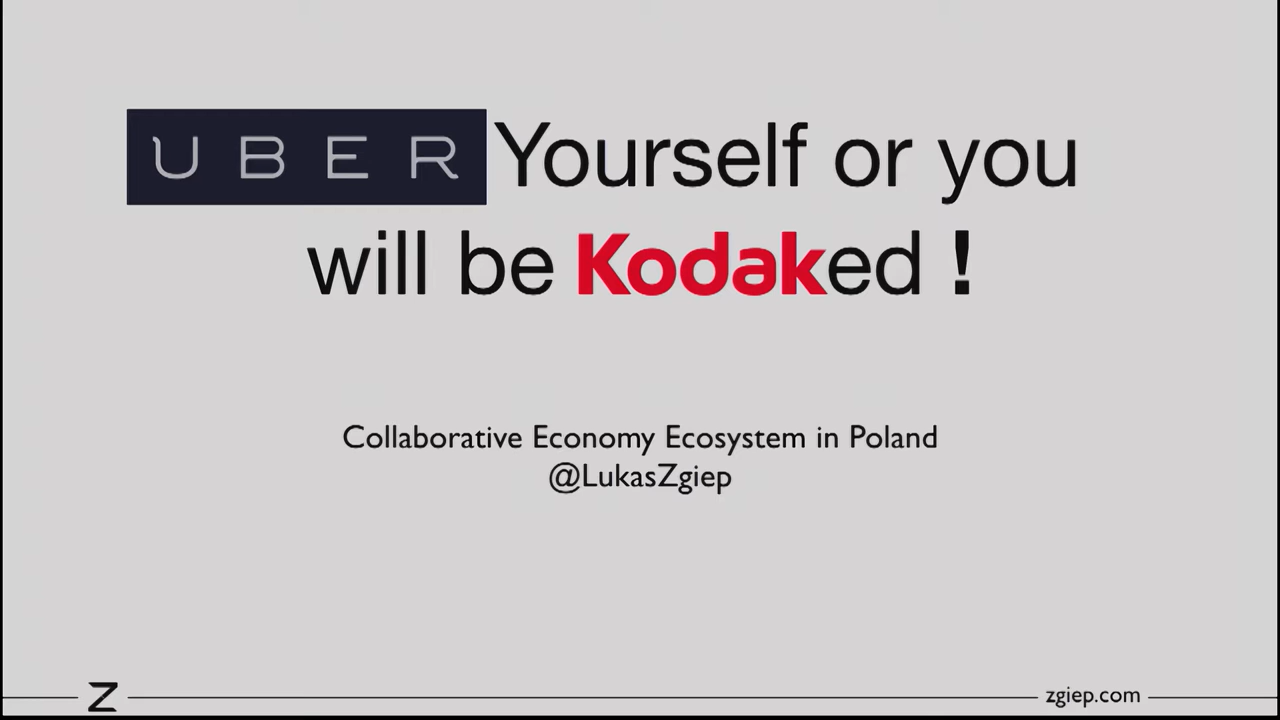 UBER Yourself or you
will be Kodaked !
Collaborative Economy Ecosystem in Poland
@LukasZgiep
Z
zgiep.com